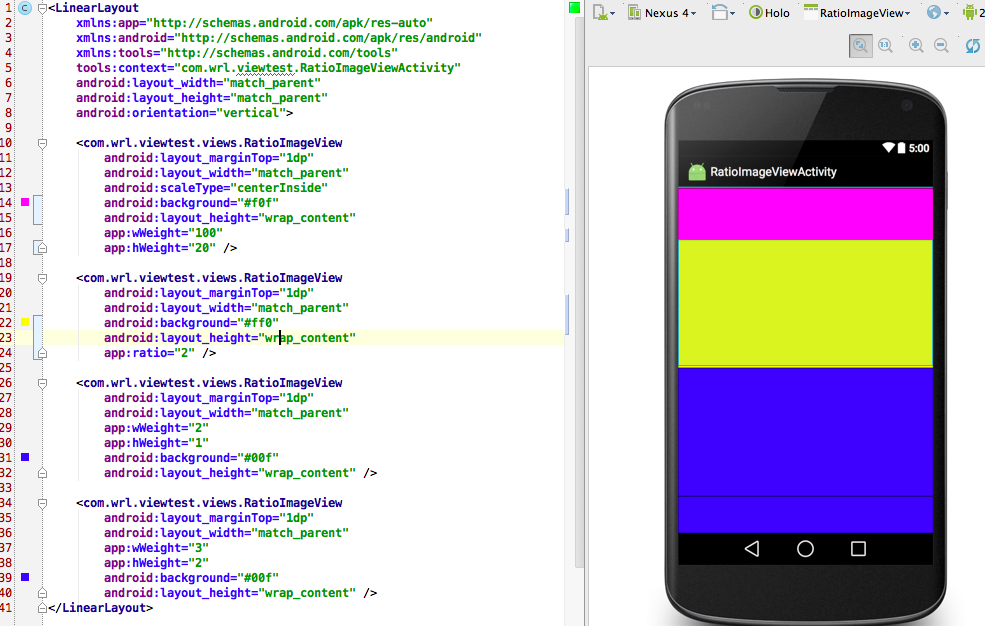 Nexus 4 Holo RatioImageView 2
1 <LinearLayout
2 xmlns:app="http://schemas.android.com/apk/res-auto"
3 xmlns:android="http://schemas.android.com/apk/res/android"
4 xmlns:tools="http://schemas.android.com/tools"
5 tools:context="com.wrl.viewtest.RatioImageViewActivity"
6 android:layout_width="match_parent"
7 android:layout_height="match_parent"
8 android:orientation="vertical">
9
10 <com.wrl.viewtest.views.RatioImageView
11 android:layout_marginTop="1dp"
12 android:layout_width="match_parent"
13 android:scaleType="centerInside"
14 android:background="#f0f"
15 android:layout_height="wrap_content"
16 app:wWeight="100"
17 app:hWeight="20" />
18
19 <com.wrl.viewtest.views.RatioImageView
20 android:layout_marginTop="1dp"
21 android:layout_width="match_parent"
22 android:background="#ff0"
23 android:layout_height="wrap_content"
24 app:ratio="2" />
25
26 <com.wrl.viewtest.views.RatioImageView
27 android:layout_marginTop="1dp"
28 android:layout_width="match_parent"
29 app:wWeight="2"
30 app:hWeight="1"
31 android:background="#00f"
32 android:layout_height="wrap_content" />
33
34 <com.wrl.viewtest.views.RatioImageView
35 android:layout_marginTop="1dp"
36 android:layout_width="match_parent"
37 app:wWeight="3"
38 app:hWeight="2"
39 android:background="#00f"
40 android:layout_height="wrap_content" />
41 </LinearLayout>
C
1:1
5:00
RatioImageViewActivity